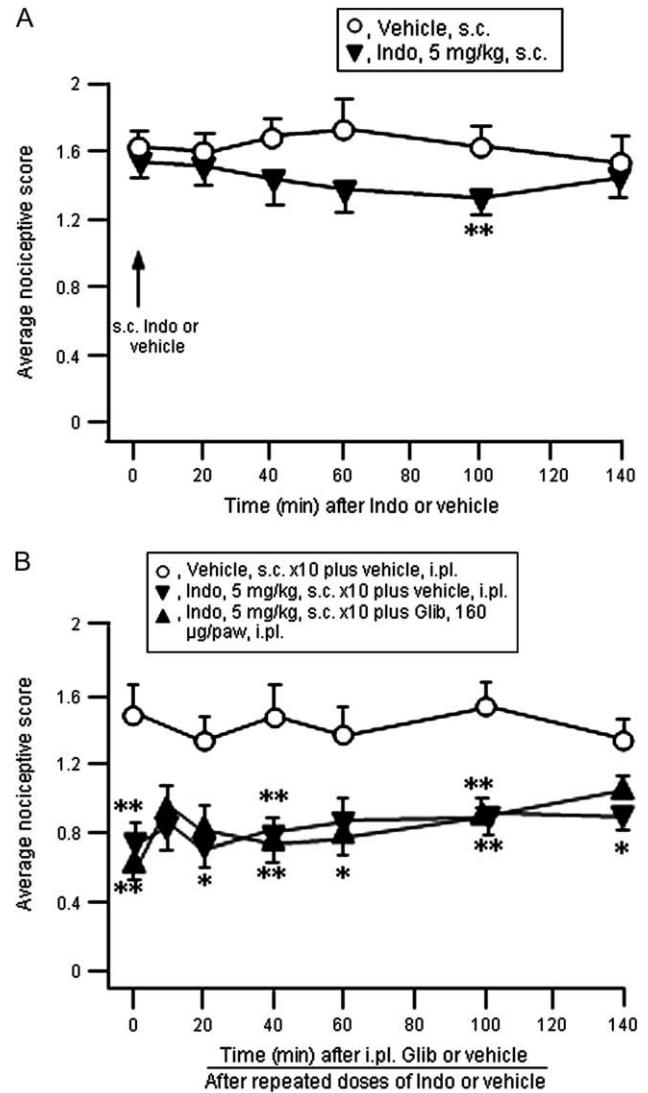 A
, Vehicle, s.c.
, Indo, 5 mg/kg, s.c.
2
1.6
1.2
0.8
0.4
0
Average nociceptive score
**
s.c. Indo or
vehicle
0 20 40 60 80 100 120 140
Time (min) after Indo or vehicle
B
, Vehicle, s.c. x10 plus vehicle, i.pl.
, Indo, 5 mg/kg, s.c. x10 plus vehicle, i.pl.
, Indo, 5 mg/kg, s.c. x10 plus Glib, 160
µg/paw, i.pl.
2
1.6
1.2
0.8
0.4
0
Average nociceptive score
** ** **
** * ** * ** *
0 20 40 60 80 100 120 140
Time (min) after i.pl. Glib or vehicle
After repeated doses of Indo or vehicle